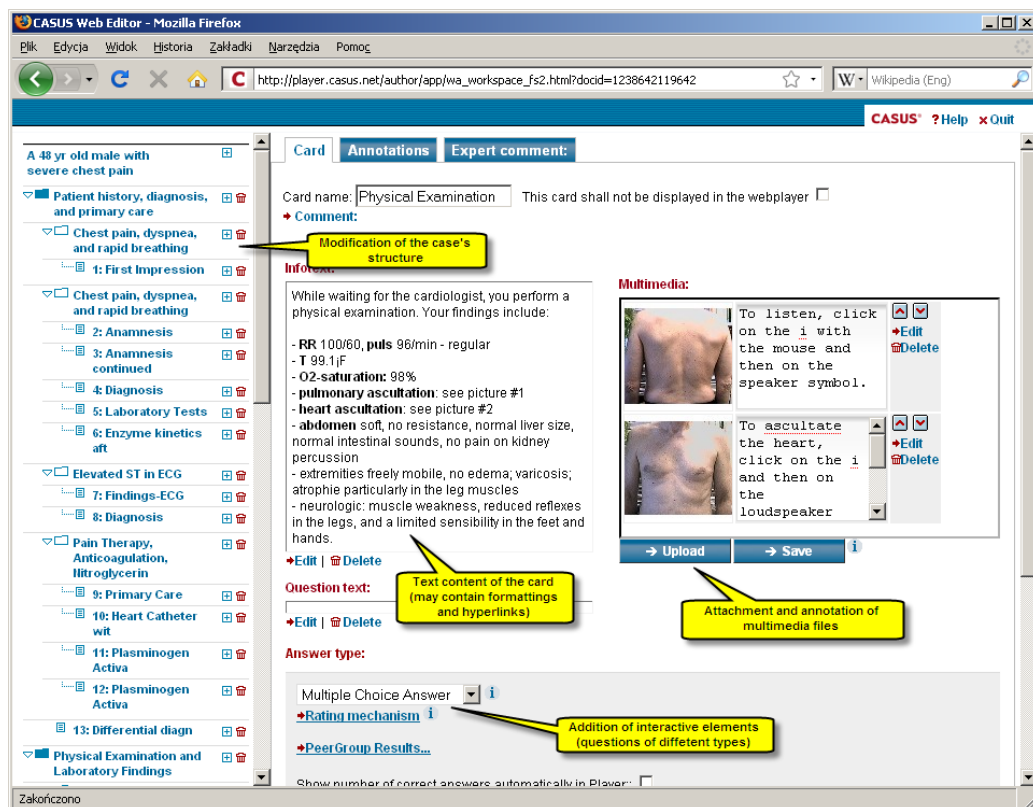 CASUS Web Editor - Mozilla Firefox
Plik Edycja Widok Historia Zakładki Narzędzia Pomoc
http://player.casus.net/author/app/wa_workspace_fs2.html?docid=1238642119642
Wikipedia (Eng)
CASUS ? Help x Quit
A 48 yr old male with
severe chest pain
Patient history, diagnosis,
and primary care
Chest pain, dyspnea,
and rapid breathing
1: First Impression
Chest pain, dyspnea,
and rapid breathing
2: Anamnesis
3: Anamnesis
continued
4: Diagnosis
5: Laboratory Tests
6: Enzyme kinetics
aft
Elevated ST in ECG
7: Findings-ECG
8: Diagnosis
Pain Therapy,
Anticoagulation,
Nitroglycerin
9: Primary Care
10: Heart Catheter
wit
11: Plasminogen
Activa
12: Plasminogen
Activa
13: Differential diagn
Physical Examination and
Laboratory Findings
Card Annotations Expert comment:
Card name: Physical Examination This card shall not be displayed in the webplayer
Comment:
Modification of the case's
structure
Infotext:
While waiting for the cardiologist, you perform a
physical examination. Your findings include:
- RR 100/60, puls 96/min - regular
- T 99.1¡F
- O2-saturation: 98%
- pulmonary ascultation: see picture #1
- heart ascultation: see picture #2
- abdomen soft, no resistance, normal liver size,
normal intestinal sounds, no pain on kidney
percussion
- extremities freely mobile, no edema; varicosis;
atrophie particularly in the leg muscles
- neurologic: muscle weakness, reduced reflexes
in the legs, and a limited sensibility in the feet and
hands.
Edit | Delete
Text content of the card
(may contain formattings
and hyperlinks)
Question text:
Edit | Delete
Multimedia:
To listen, click
on the i with
the mouse and
then on the
speaker symbol.
Edit
Delete
To ascultate
the heart,
click on the i
and then on
the
loudspeaker
Edit
Delete
Upload Save
Attachment and annotation of
multimedia files
Answer type:
Multiple Choice Answer
Rating mechanism
Addition of interactive elements
(questions of diffetent types)
PeerGroup Results...
Show number of correct answers automatically in Player::
Zakończono